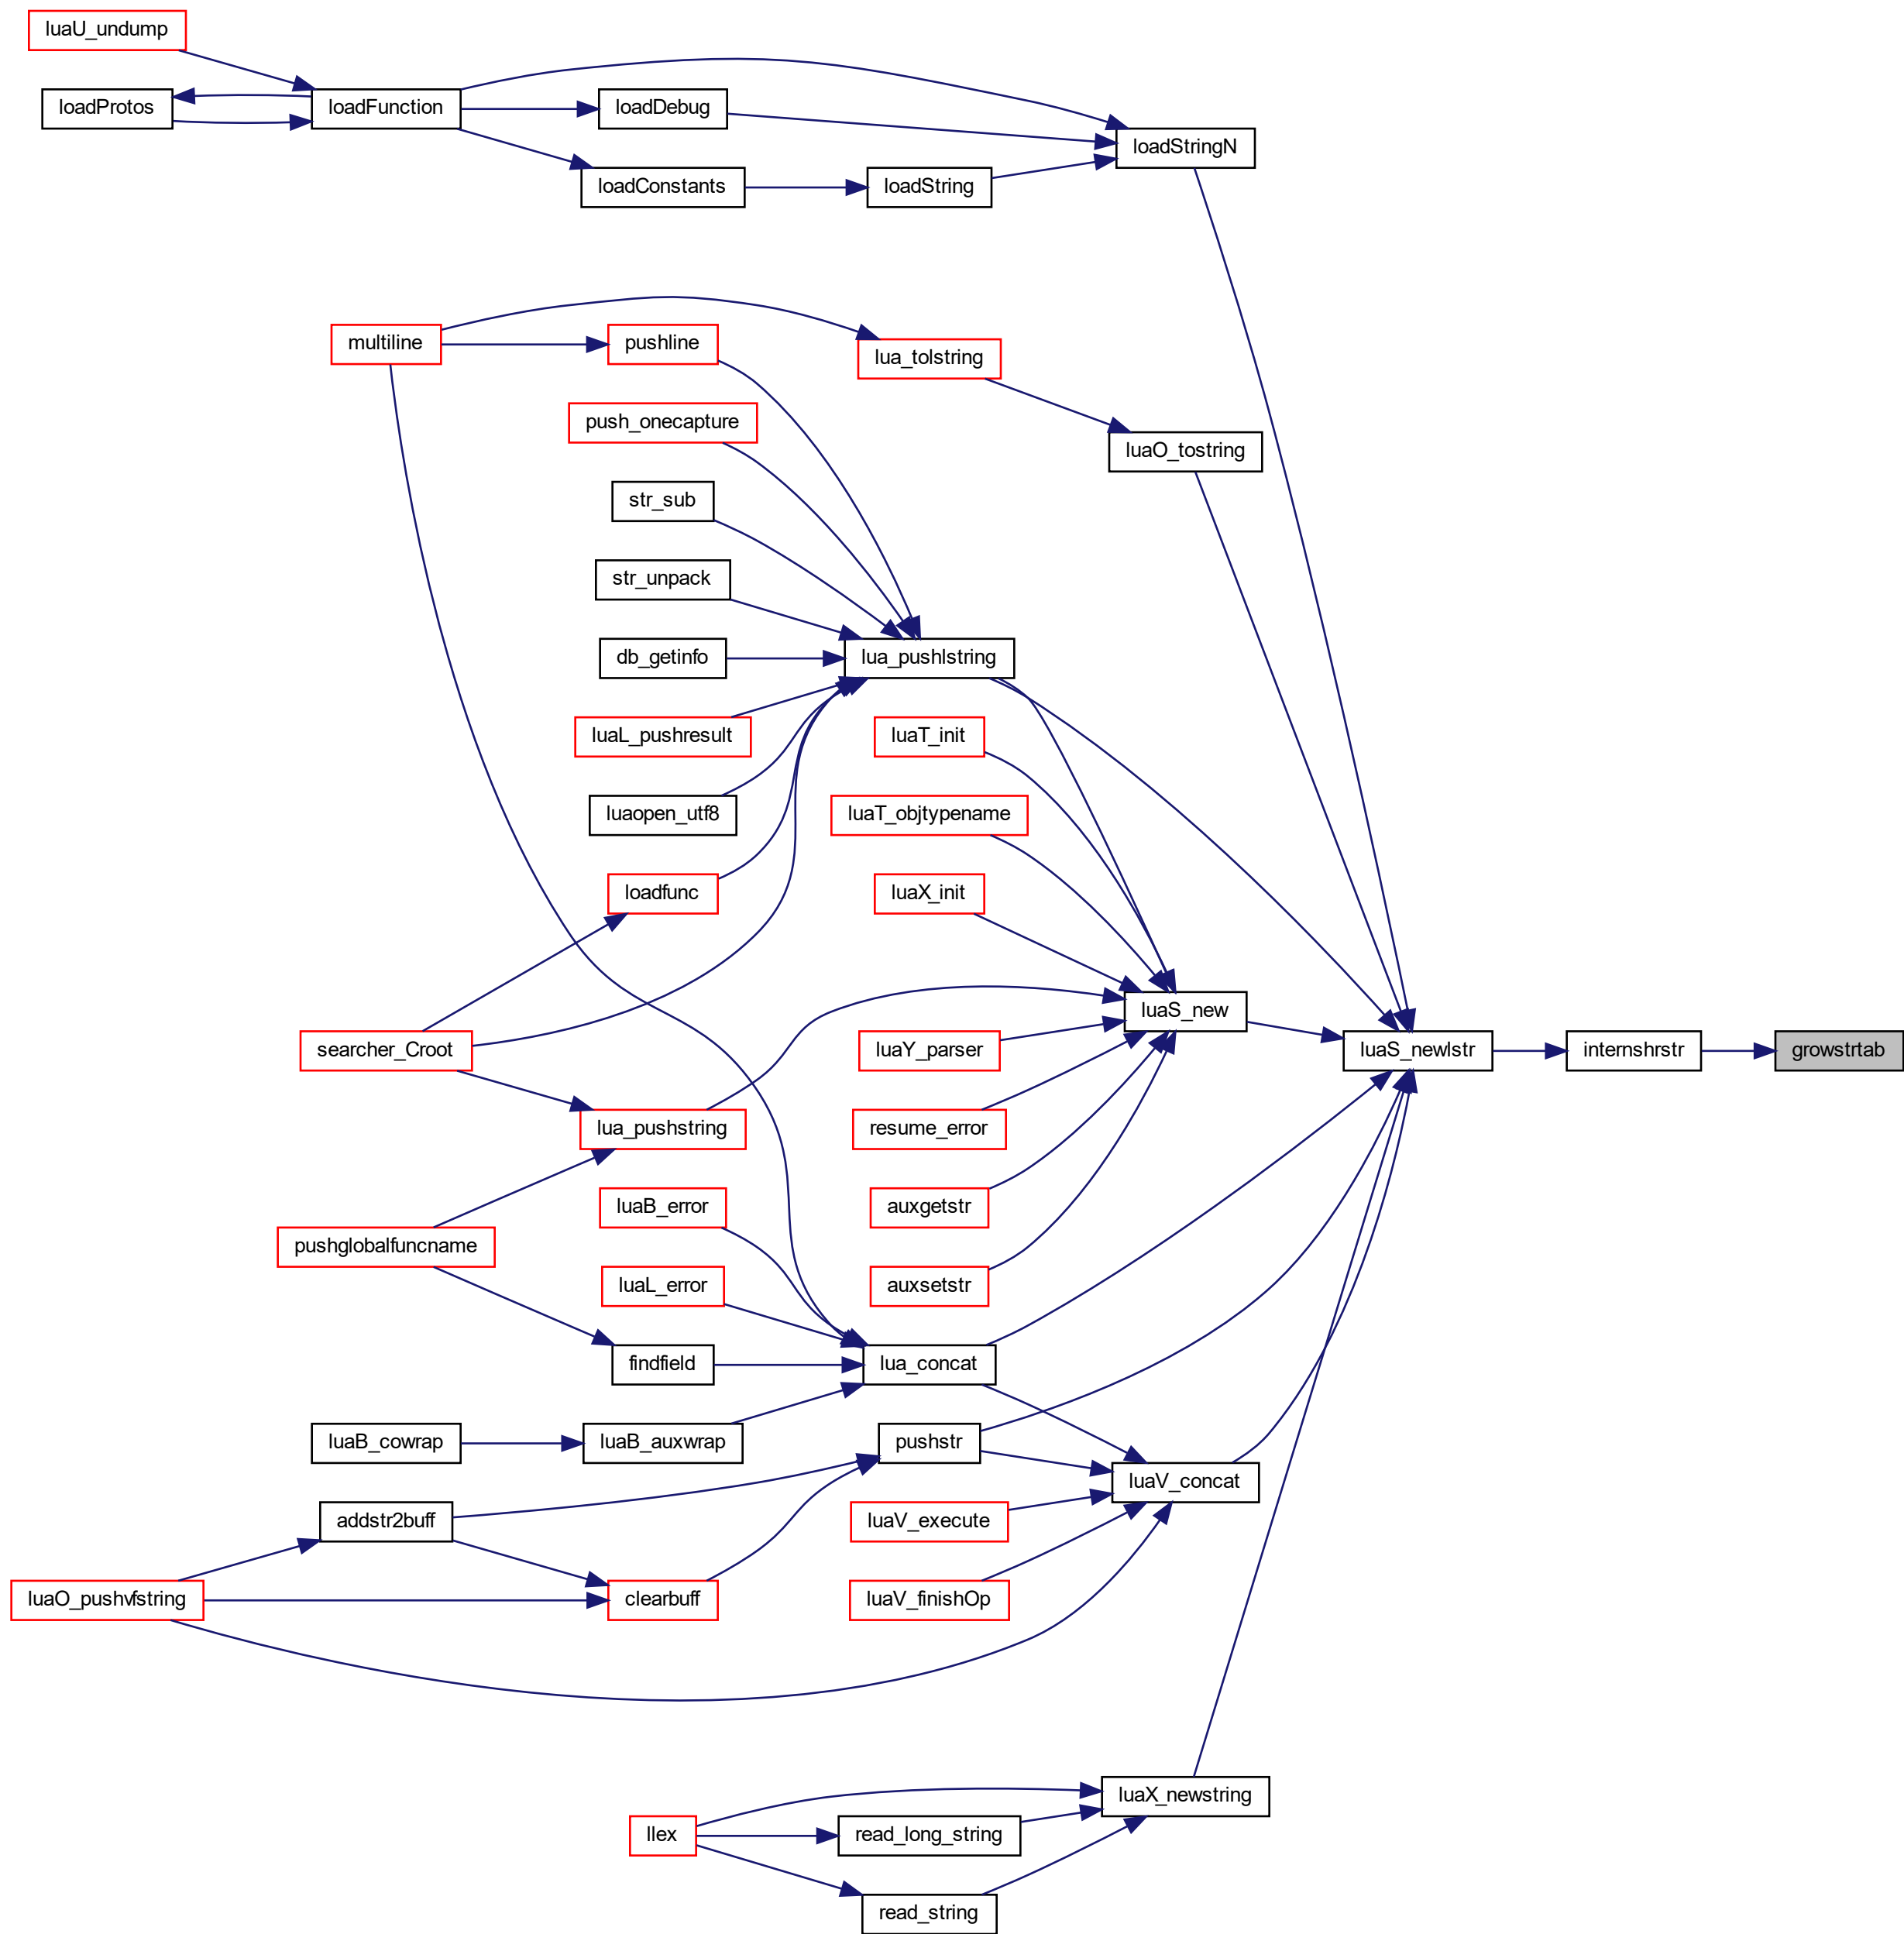 luaU_undump
loadProtos
loadFunction
loadDebug
loadStringN
loadConstants
loadString
multiline
pushline
lua_tolstring
push_onecapture
luaO_tostring
str_sub
str_unpack
db_getinfo
lua_pushlstring
luaL_pushresult
luaT_init
luaopen_utf8
luaT_objtypename
loadfunc
luaX_init
luaS_new
searcher_Croot
luaY_parser
luaS_newlstr
internshrstr
growstrtab
lua_pushstring
resume_error
luaB_error
auxgetstr
pushglobalfuncname
luaL_error
auxsetstr
findfield
lua_concat
luaB_cowrap
luaB_auxwrap
pushstr
luaV_concat
addstr2buff
luaV_execute
luaO_pushvfstring
clearbuff
luaV_finishOp
luaX_newstring
llex
read_long_string
read_string